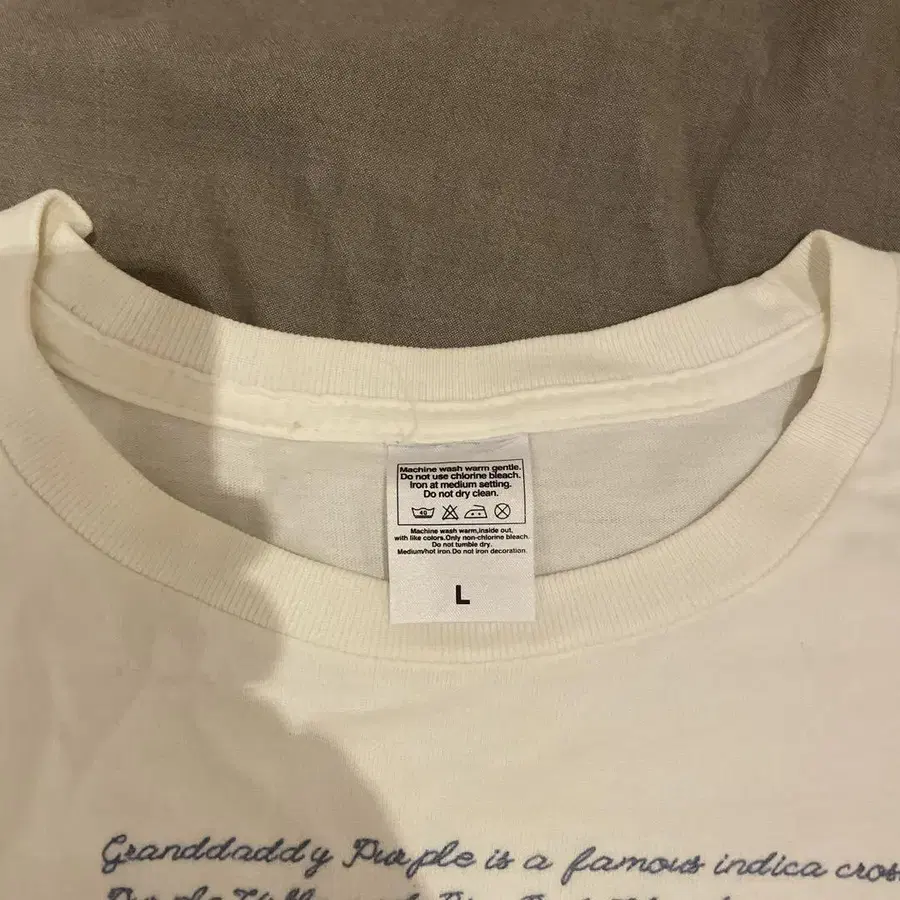 Machine wash warm gentle.
Do not use chlorine bleach.
Iron at medium setting.
Do not dry clean.
40
Machine wash warm,inside out,
with like colors.Only non-chlorine bleach.
Do not tumble dry.
Medium/hot iron.Do not iron decoration.
L
Granddaddy Purple is a famous indica cros